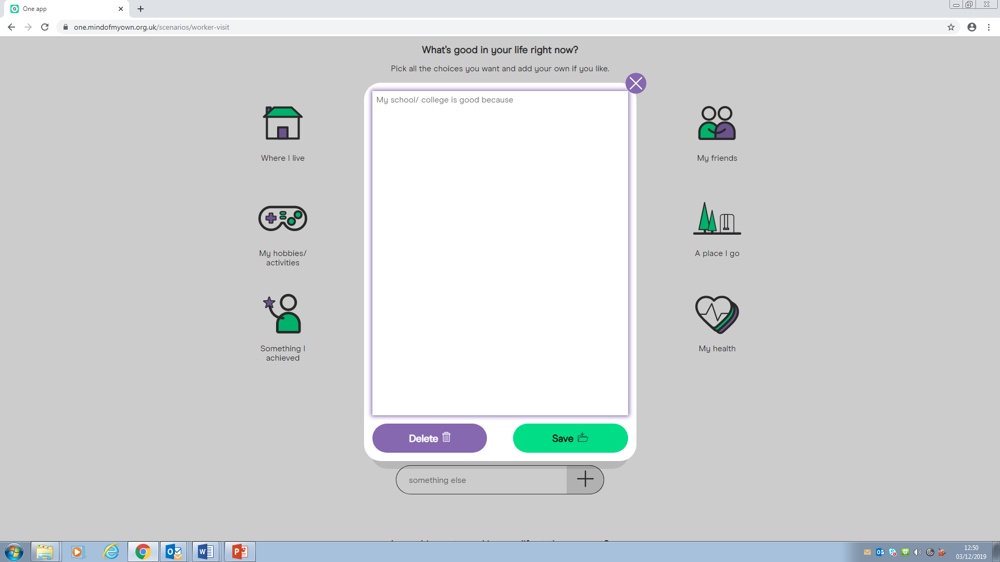 One app
one.mindofmyown.org.uk/scenarios/worker-visit
What's good in your life right now?
Pick all the choices you want and add your own if you like.
My school/ college is good because
Where I live
My friends
My hobbies/
activities
A place I go
Something I
achieved
My health
Delete
Save
something else
12:50
03/12/2019